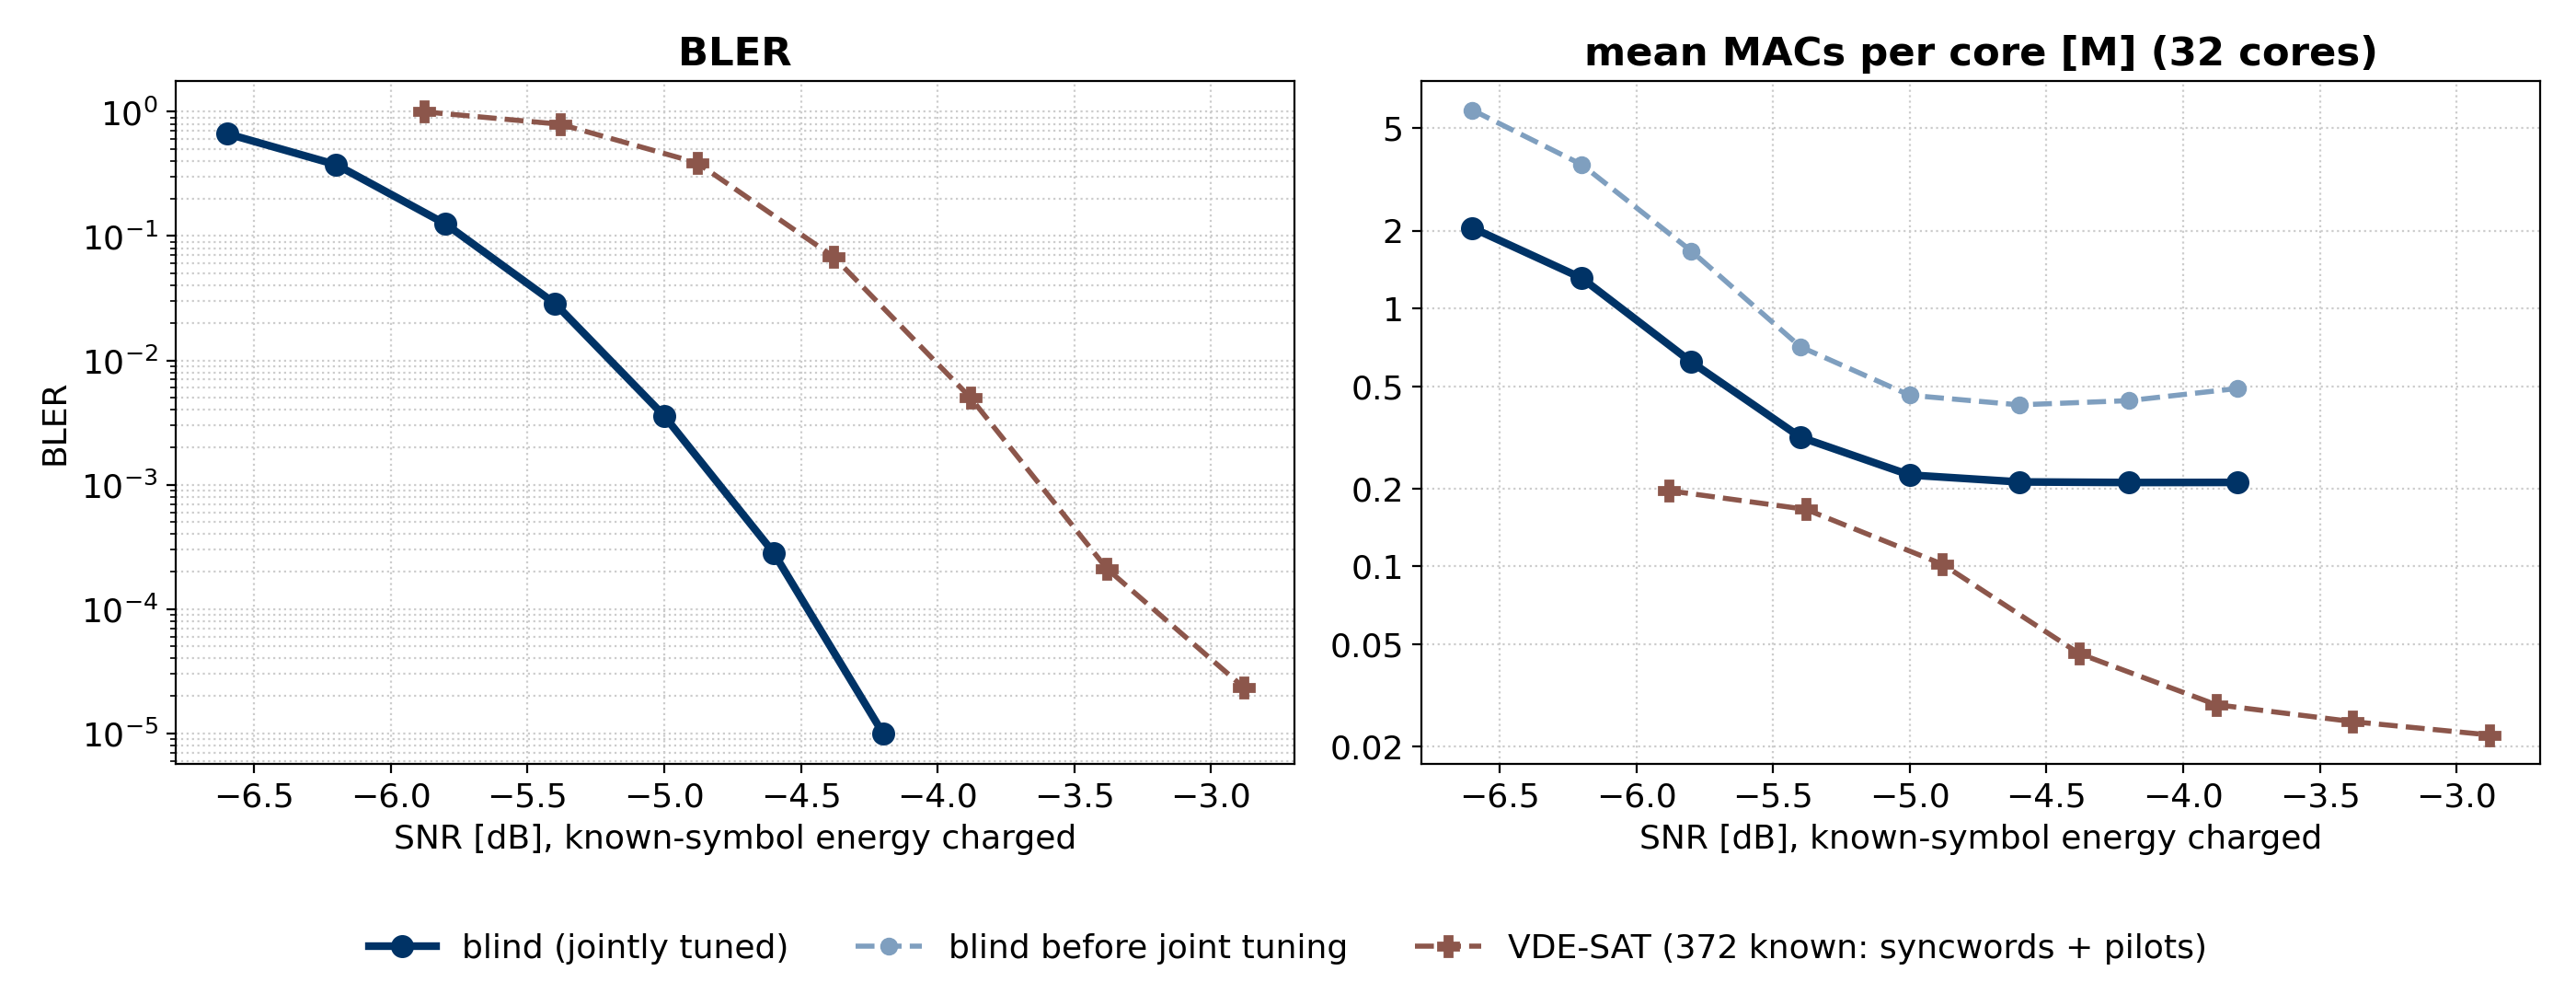 BLER
mean MACs per core [M] (32 cores)
10⁰
10⁻¹
10⁻²
10⁻³
10⁻⁴
10⁻⁵
BLER
−6.5 −6.0 −5.5 −5.0 −4.5 −4.0 −3.5 −3.0
SNR [dB], known-symbol energy charged
5
2
1
0.5
0.2
0.1
0.05
0.02
−6.5 −6.0 −5.5 −5.0 −4.5 −4.0 −3.5 −3.0
SNR [dB], known-symbol energy charged
blind (jointly tuned)
blind before joint tuning
VDE-SAT (372 known: syncwords + pilots)